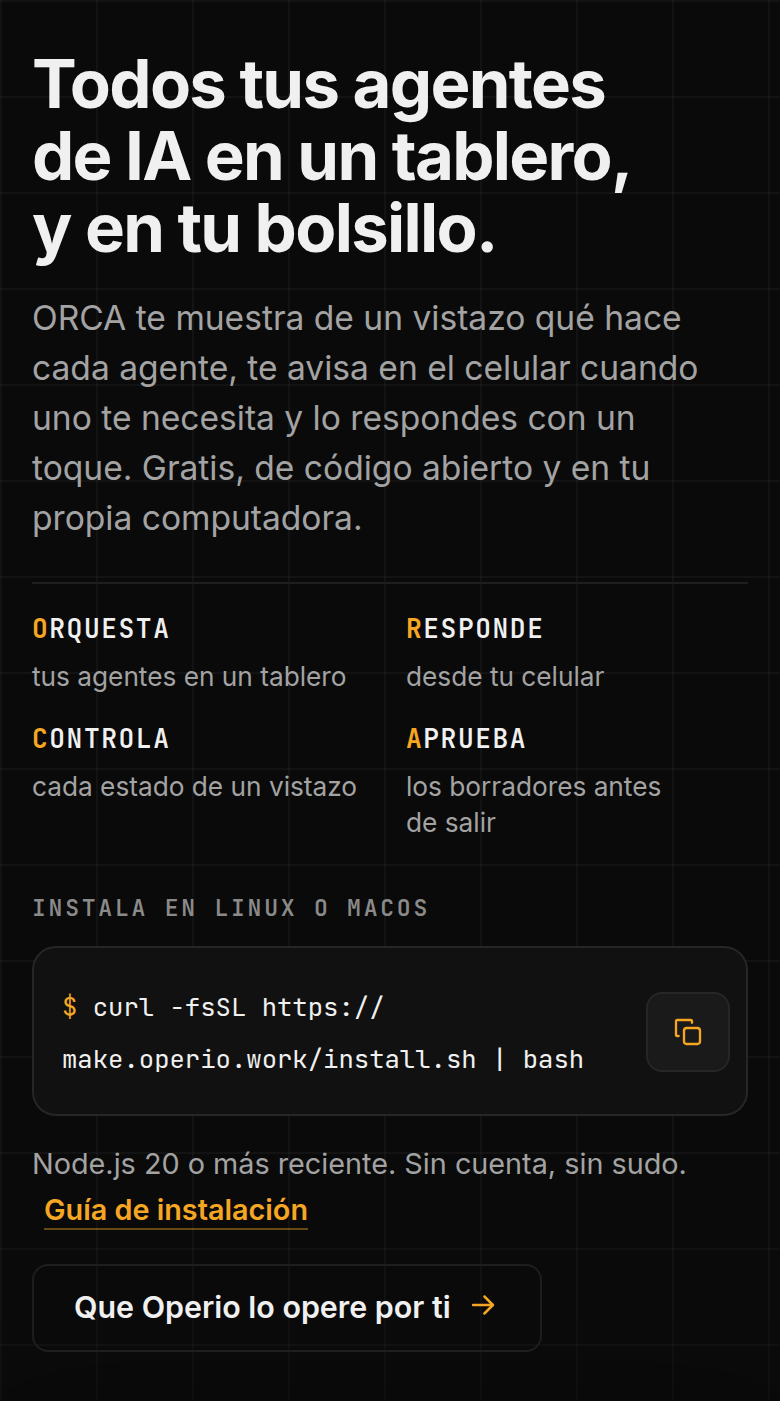 Todos tus agentes
de IA en un tablero,
y en tu bolsillo.
ORCA te muestra de un vistazo qué hace
cada agente, te avisa en el celular cuando
uno te necesita y lo respondes con un
toque. Gratis, de código abierto y en tu
propia computadora.
ORQUESTA
tus agentes en un tablero
RESPONDE
desde tu celular
CONTROLA
cada estado de un vistazo
APRUEBA
los borradores antes
de salir
INSTALA EN LINUX O MACOS
$ curl -fsSL https://
make.operio.work/install.sh | bash
Node.js 20 o más reciente. Sin cuenta, sin sudo.
Guía de instalación
Que Operio lo opere por ti →